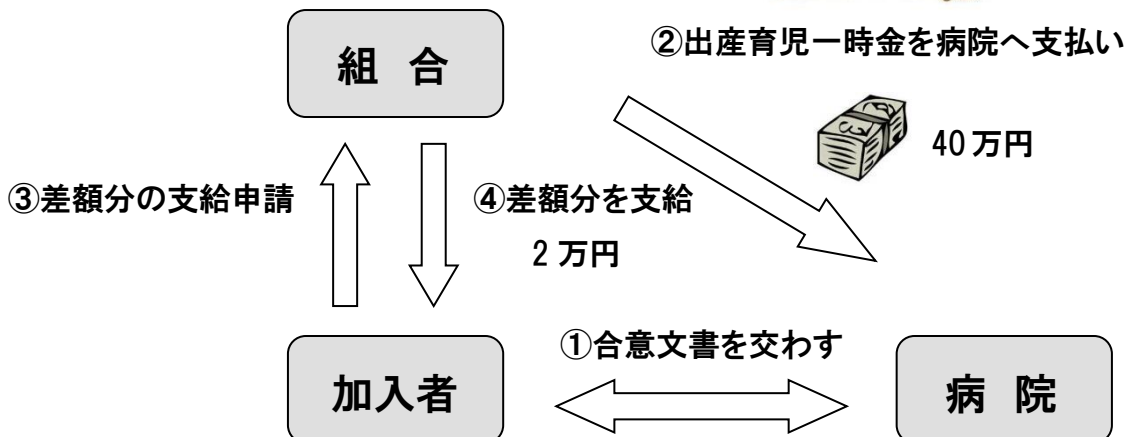 ②出産育児一時金を病院へ支払い
組 合
40万円
③差額分の支給申請
④差額分を支給
2万円
①合意文書を交わす
加入者
病 院